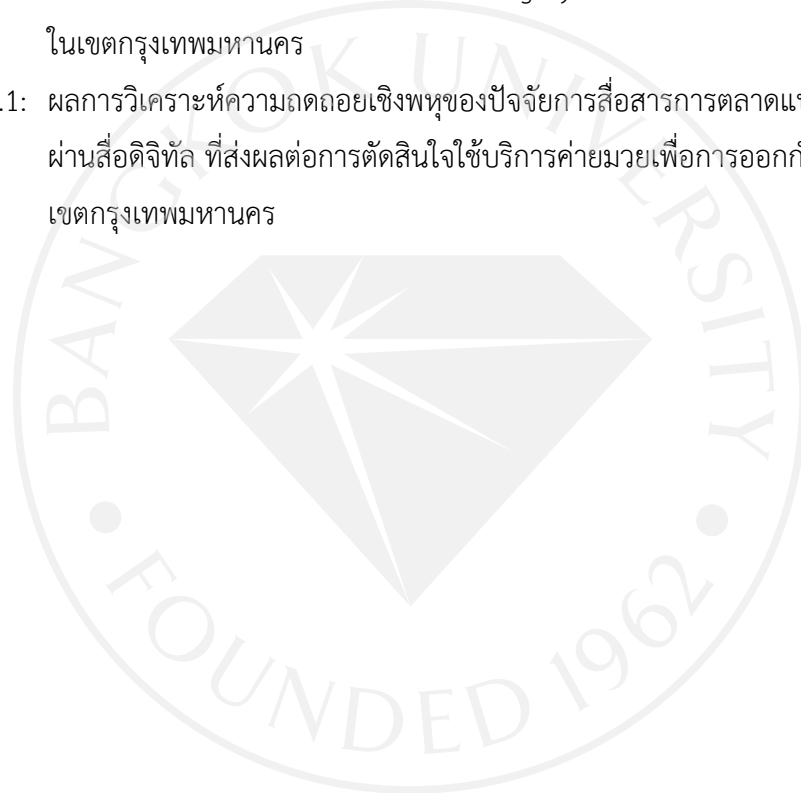 ในเขตกรุงเทพมหานคร
.1: ผลการวิเคราะห์ความถดถอยเชิงพหุของปัจจัยการสื่อสารการตลาดแ
ผ่านสื่อดิจิทัล ที่ส่งผลต่อการตัดสินใจใช้บริการค่ายมวยเพื่อการออกก
เขตกรุงเทพมหานคร
BANGKOK UNIVERSITY
FOUNDED 1962